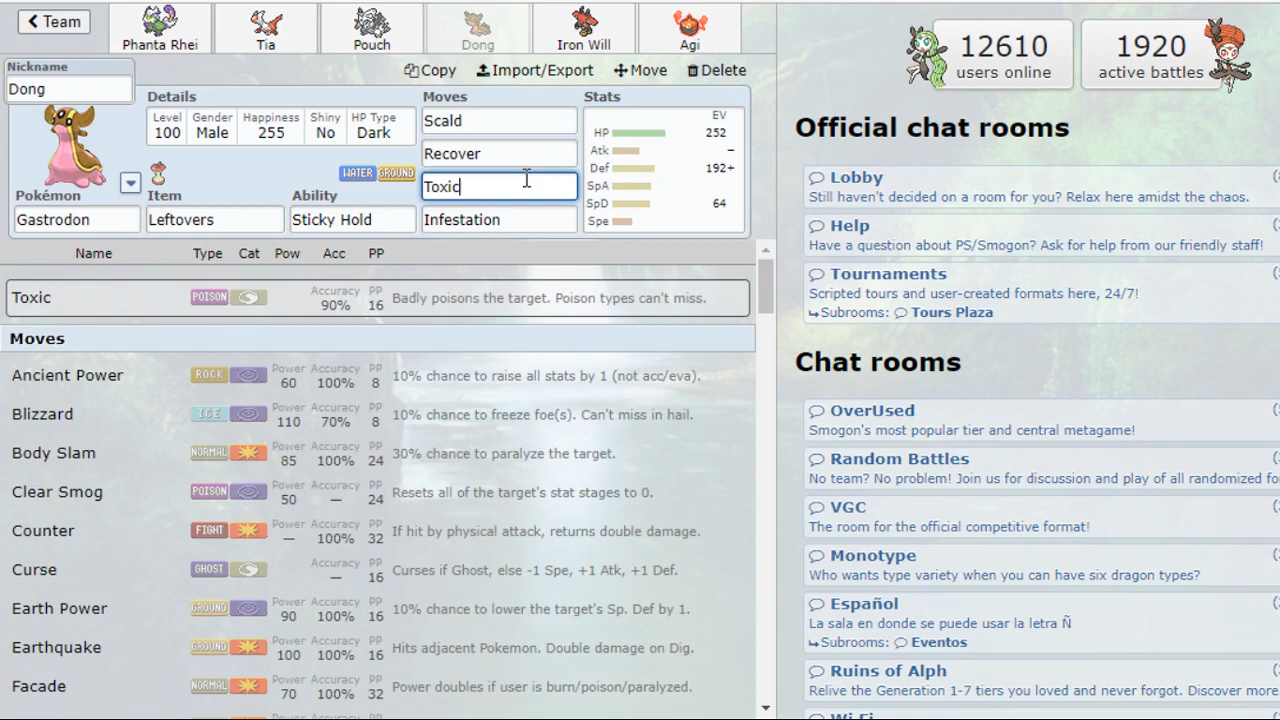 Team
Phanta Rhei
Tia
Pouch
Dong
Iron Will
Agi
Copy
Import/Export
Move
Delete
Nickname
Dong
Details
Level
100
Gender
Male
Happiness
255
Shiny
No
HP Type
Dark
WATER GROUND
Pokémon
Gastrodon
Item
Leftovers
Ability
Sticky Hold
Moves
Scald
Recover
Toxic
Infestation
Stats
EV
HP 252
Atk –
Def 192+
SpA
SpD 64
Spe
Name Type Cat Pow Acc PP
Toxic POISON Accuracy 90% PP 16 Badly poisons the target. Poison types can't miss.
Moves
Ancient Power ROCK Power 60 Accuracy 100% PP 8 10% chance to raise all stats by 1 (not acc/eva).
Blizzard ICE Power 110 Accuracy 70% PP 8 10% chance to freeze foe(s). Can't miss in hail.
Body Slam NORMAL Power 85 Accuracy 100% PP 24 30% chance to paralyze the target.
Clear Smog POISON Power 50 Accuracy — PP 24 Resets all of the target's stat stages to 0.
Counter FIGHT Power — Accuracy 100% PP 32 If hit by physical attack, returns double damage.
Curse GHOST Accuracy — PP 16 Curses if Ghost, else -1 Spe, +1 Atk, +1 Def.
Earth Power GROUND Power 90 Accuracy 100% PP 16 10% chance to lower the target's Sp. Def by 1.
Earthquake GROUND Power 100 Accuracy 100% PP 16 Hits adjacent Pokemon. Double damage on Dig.
Facade NORMAL Power 70 Accuracy 100% PP 32 Power doubles if user is burn/poison/paralyzed.
12610
users online
1920
active battles
Official chat rooms
Lobby
Still haven't decided on a room for you? Relax here amidst the chaos.
Help
Have a question about PS/Smogon? Ask for help from our friendly staff!
Tournaments
Scripted tours and user-created formats here, 24/7!
↳Subrooms: Tours Plaza
Chat rooms
OverUsed
Smogon's most popular tier and central metagame!
Random Battles
No team? No problem! Join us for discussion and play of all randomized fo
VGC
The room for the official competitive format!
Monotype
Who wants type variety when you can have six dragon types?
Español
La sala en donde se puede usar la letra Ñ
↳Subrooms: Eventos
Ruins of Alph
Relive the Generation 1-7 tiers you loved and never forgot. Discover more
Wi-Fi